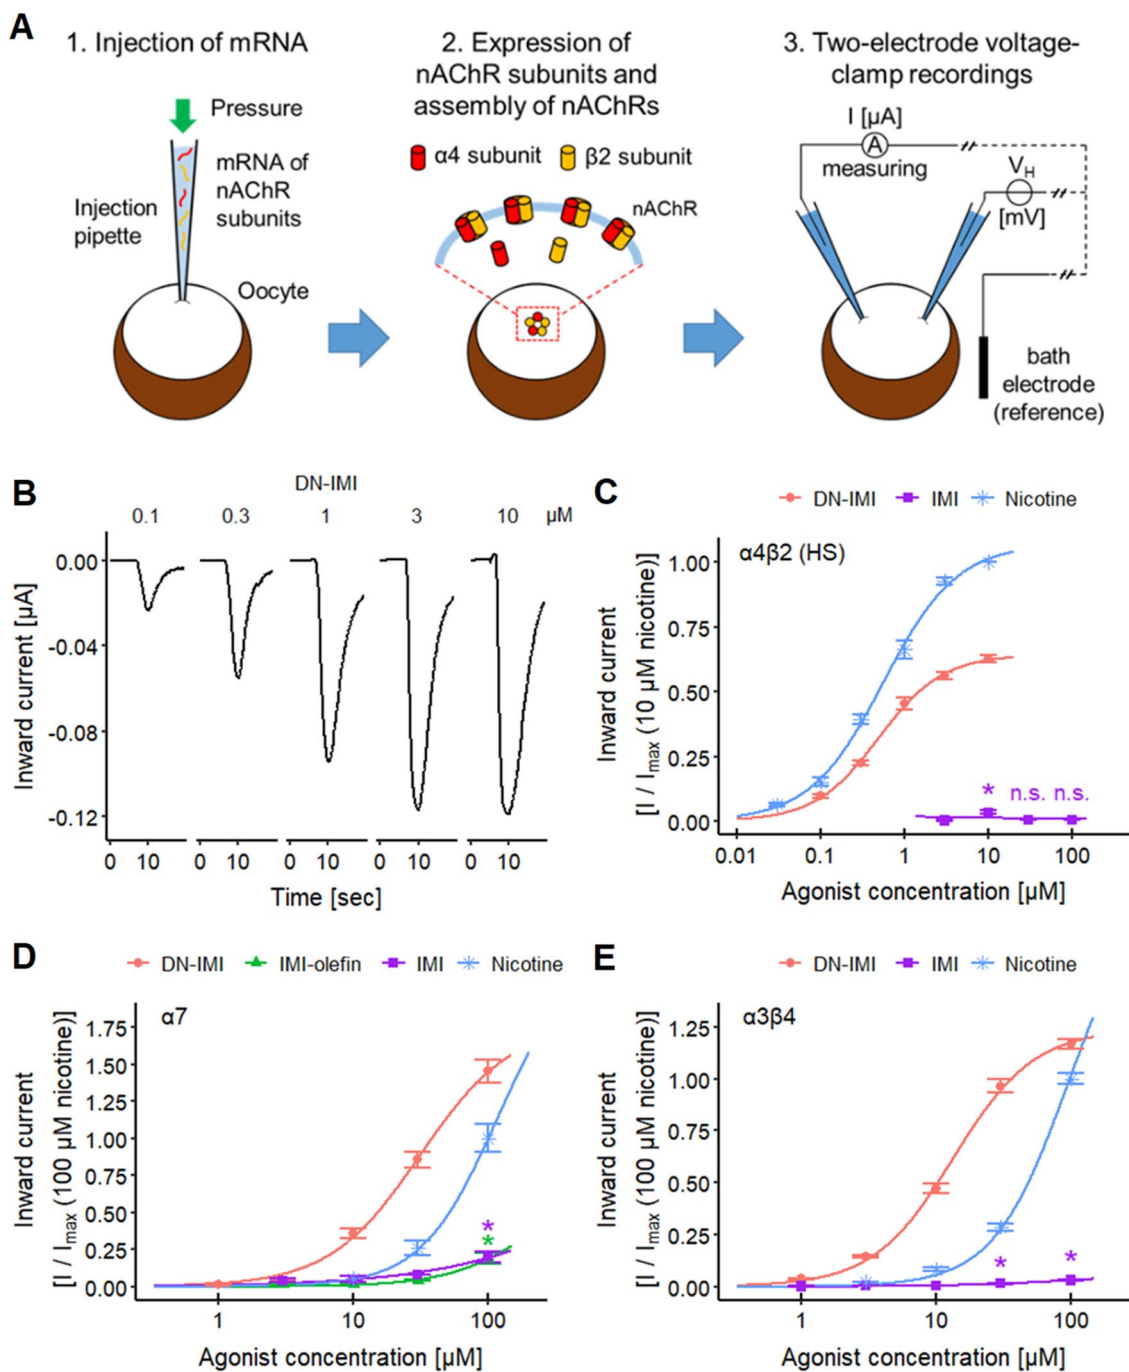 A
1. Injection of mRNA
Pressure
mRNA of
nAChR
subunits
Injection
pipette
Oocyte
2. Expression of
nAChR subunits and
assembly of nAChRs
α4 subunit
β2 subunit
nAChR
3. Two-electrode voltage-
clamp recordings
I [µA]
A
measuring
V_H
[mV]
bath
electrode
(reference)
B
DN-IMI
0.1 0.3 1 3 10 µM
0.00
-0.04
-0.08
-0.12
Inward current [µA]
0 10 0 10 0 10 0 10 0 10
Time [sec]
C
DN-IMI IMI Nicotine
α4β2 (HS)
Inward current
[I / I_max (10 µM nicotine)]
1.00
0.75
0.50
0.25
0.00
* n.s. n.s.
0.01 0.1 1 10 100
Agonist concentration [µM]
D
DN-IMI IMI-olefin IMI Nicotine
α7
Inward current
[I / I_max (100 µM nicotine)]
1.75
1.50
1.25
1.00
0.75
0.50
0.25
0.00
*
*
1 10 100
Agonist concentration [µM]
E
DN-IMI IMI Nicotine
α3β4
Inward current
[I / I_max (100 µM nicotine)]
1.25
1.00
0.75
0.50
0.25
0.00
* *
1 10 100
Agonist concentration [µM]